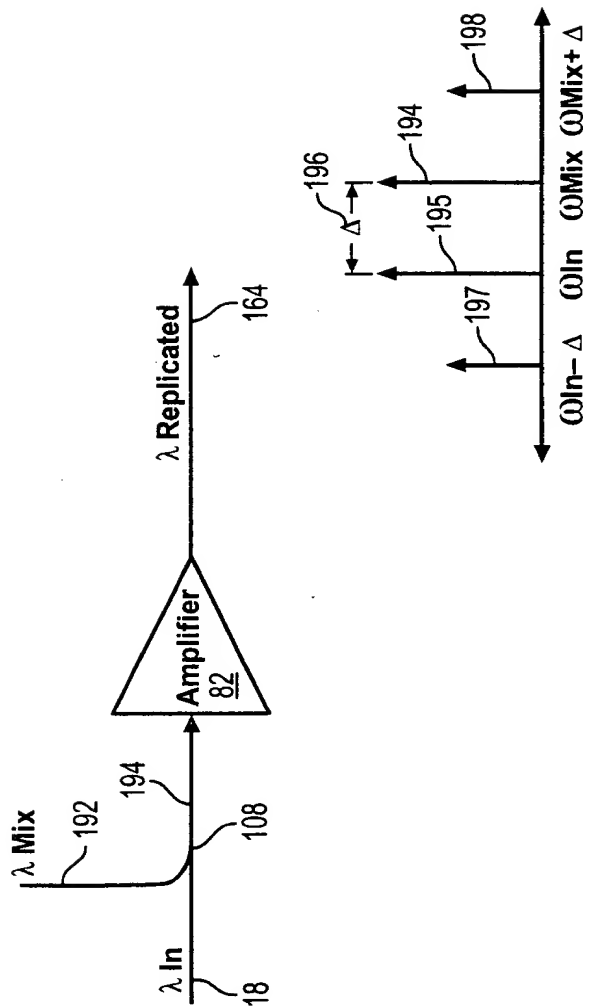 λ Mix
192
λ In
18
194
108
Amplifier
82
λ Replicated
164
196
Δ
197
195
194
198
ωIn– Δ
ωIn
ωMix
ωMix+ Δ